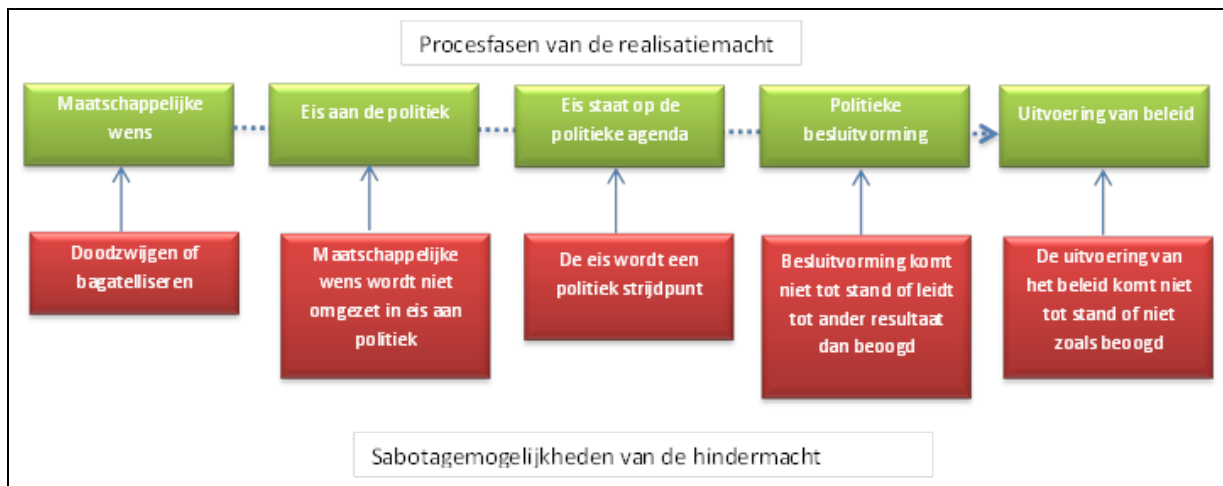 Procesfasen van de realisatiemacht
Maatschappelijke
wens
Eis aan de politiek
Eis staat op de
politieke agenda
Politieke
besluitvorming
Uitvoering van beleid
Doodzwijgen of
bagatelliseren
Maatschappelijke
wens wordt niet
omgezet in eis aan
politiek
De eis wordt een
politiek strijdpunt
Besluitvorming komt
niet tot stand of leidt
tot ander resultaat
dan beoogd
De uitvoering van
het beleid komt niet
tot stand of niet
zoals beoogd
Sabotagemogelijkheden van de hindermacht